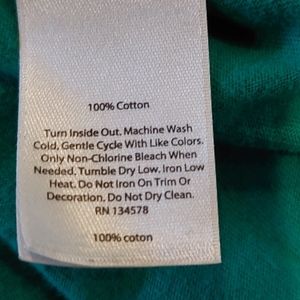 100% Cotton
Turn Inside Out. Machine Wash
Cold, Gentle Cycle With Like Colors.
Only Non-Chlorine Bleach When
Needed. Tumble Dry Low. Iron Low
Heat. Do Not Iron On Trim Or
Decoration. Do Not Dry Clean.
RN 134578
100% coton